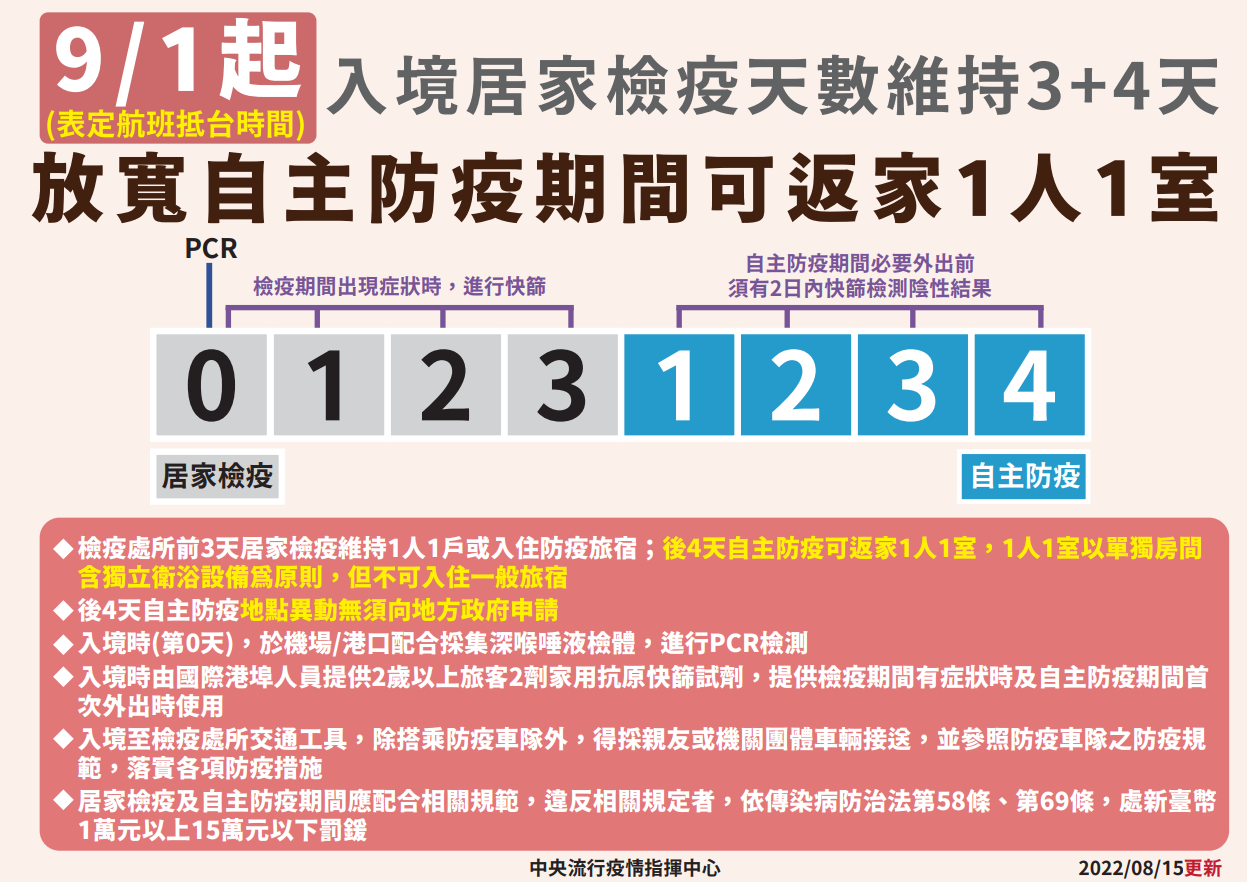 9/1起
(表定航班抵台時間)
入境居家檢疫天數維持3+4天
放寬自主防疫期間可返家1人1室
PCR
檢疫期間出現症狀時，進行快篩
自主防疫期間必要外出前
須有2日內快篩檢測陰性結果
0 1 2 3 1 2 3 4
居家檢疫
自主防疫
◆檢疫處所前3天居家檢疫維持1人1戶或入住防疫旅宿；後4天自主防疫可返家1人1室，1人1室以單獨房間
含獨立衛浴設備為原則，但不可入住一般旅宿
◆後4天自主防疫地點異動無須向地方政府申請
◆入境時(第0天)，於機場/港口配合採集深喉唾液檢體，進行PCR檢測
◆入境時由國際港埠人員提供2歲以上旅客2劑家用抗原快篩試劑，提供檢疫期間有症狀時及自主防疫期間首
次外出時使用
◆入境至檢疫處所交通工具，除搭乘防疫車隊外，得採親友或機關團體車輛接送，並參照防疫車隊之防疫規
範，落實各項防疫措施
◆居家檢疫及自主防疫期間應配合相關規範，違反相關規定者，依傳染病防治法第58條、第69條，處新臺幣
1萬元以上15萬元以下罰鍰
中央流行疫情指揮中心
2022/08/15更新